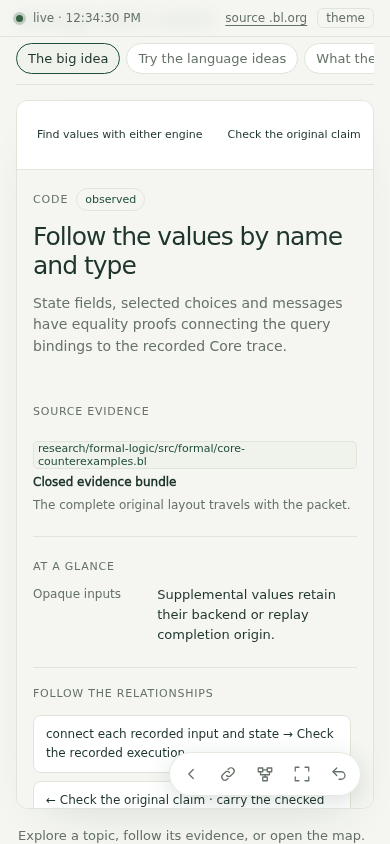 live · 12:34:30 PM
source .bl.org
theme
The big idea
Try the language ideas
What the
Find values with either engine
Check the original claim
CODE
observed
Follow the values by name
and type
State fields, selected choices and messages
have equality proofs connecting the query
bindings to the recorded Core trace.
SOURCE EVIDENCE
research/formal-logic/src/formal/core-
counterexamples.bl
Closed evidence bundle
The complete original layout travels with the packet.
AT A GLANCE
Opaque inputs
Supplemental values retain
their backend or replay
completion origin.
FOLLOW THE RELATIONSHIPS
connect each recorded input and state → Check
the recorded execution
← Check the original claim · carry the checked
Explore a topic, follow its evidence, or open the map.